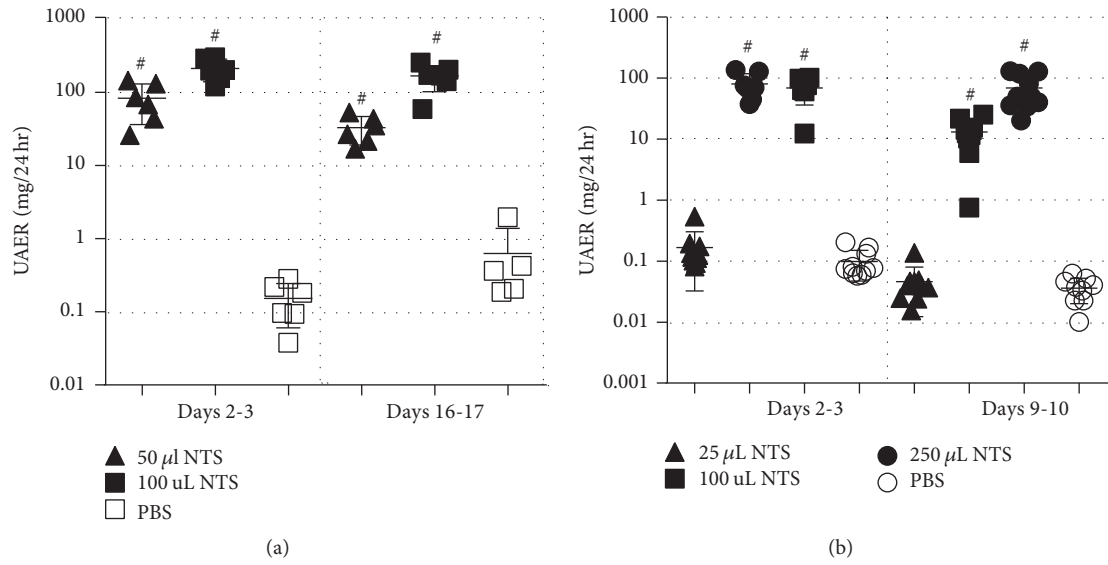 1000
100
10
1
0.1
0.01
UAER (mg/24 hr)
# # # #
Days 2-3 Days 16-17
50 μl NTS
100 uL NTS
PBS
(a)
1000
100
10
1
0.1
0.01
0.001
UAER (mg/24 hr)
# # # #
Days 2-3 Days 9-10
25 μL NTS 250 μL NTS
100 uL NTS PBS
(b)